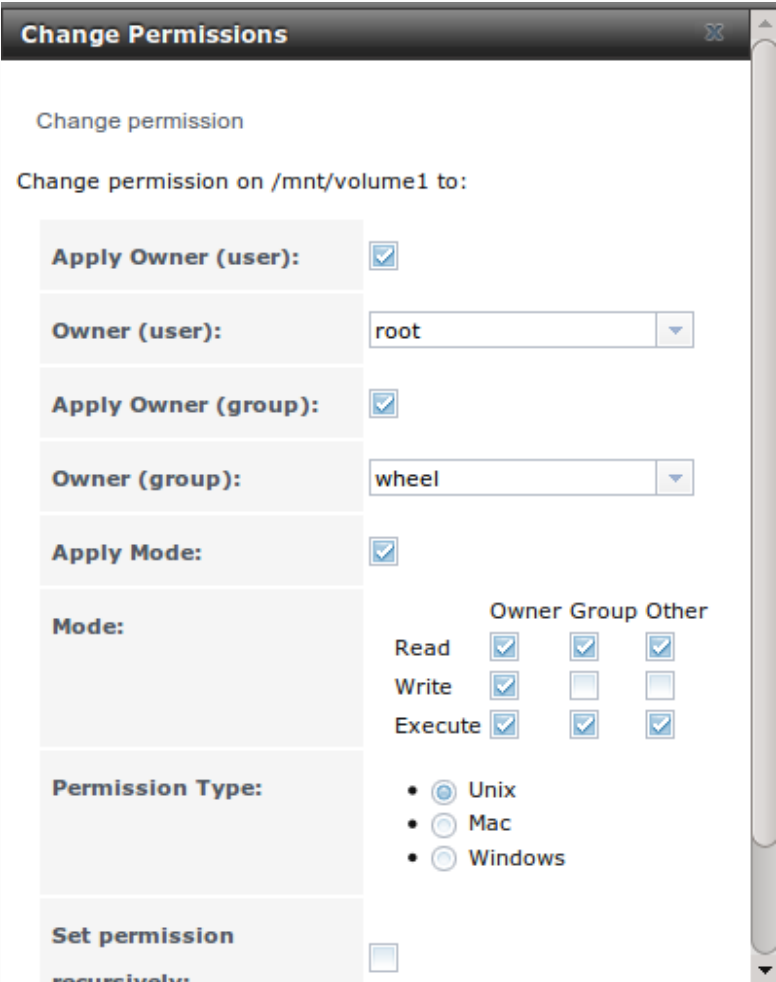 Change Permissions
Change permission
Change permission on /mnt/volume1 to:
Apply Owner (user):
Owner (user): root
Apply Owner (group):
Owner (group): wheel
Apply Mode:
Mode:
Owner Group Other
Read
Write
Execute
Permission Type:
Unix
Mac
Windows
Set permission
recursively: